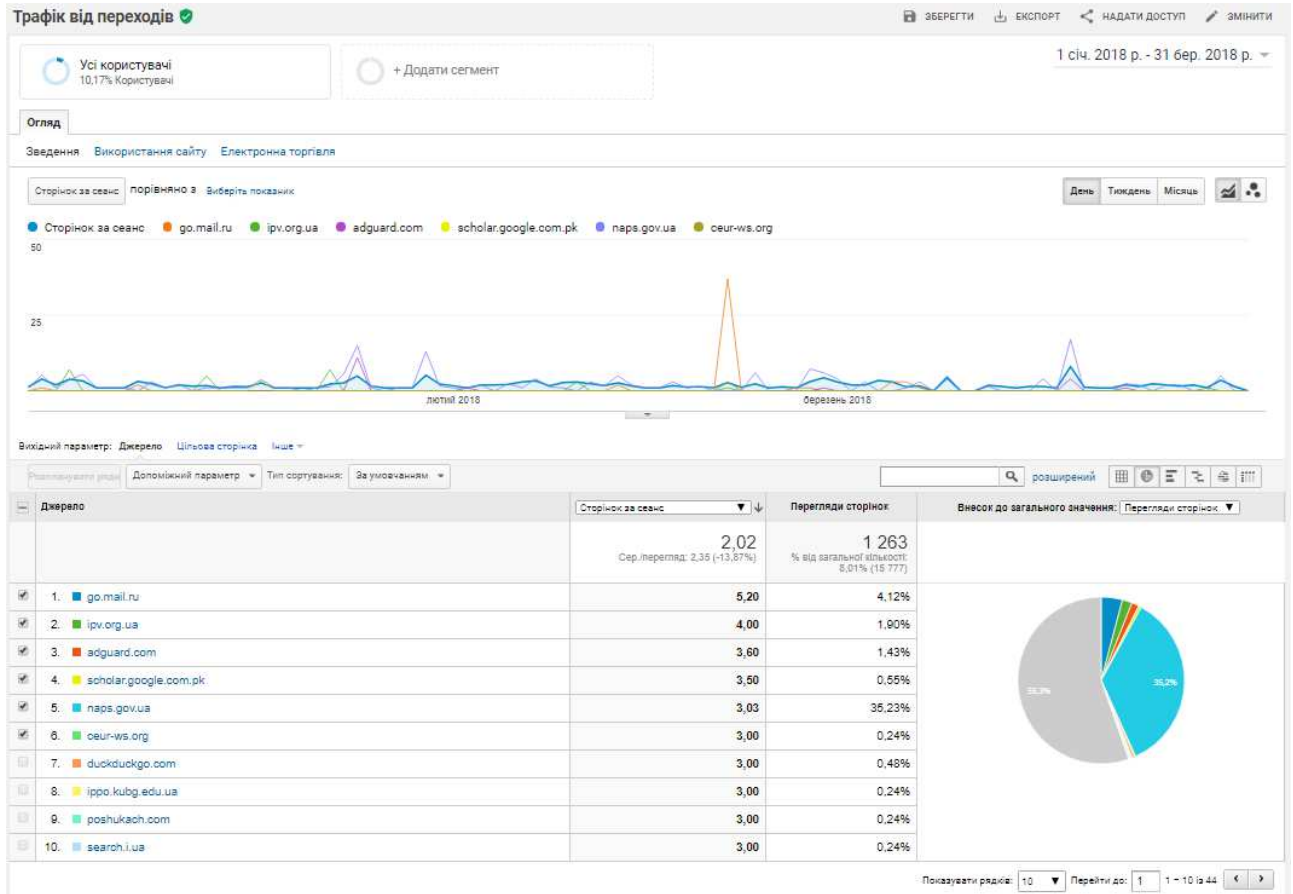 Трафік від переходів
ЗБЕРЕГТИ ЕКСПОРТ НАДАТИ ДОСТУП ЗМІНИТИ
Усі користувачі
10,17% Користувачі
+ Додати сегмент
1 січ. 2018 р. - 31 бер. 2018 р.
Огляд
Зведення Використання сайту Електронна торгівля
Сторінок за сеанс порівняно з Виберіть показник
День Тиждень Місяць
Сторінок за сеанс go.mail.ru ipv.org.ua adguard.com scholar.google.com.pk naps.gov.ua ceur-ws.org
50
25
лютий 2018 березень 2018
Вихідний параметр: Джерело Цільова сторінка Інше
Допоміжний параметр Тип сортування: За умовчанням розширений
Джерело Сторінок за сеанс Перегляди сторінок Внесок до загального значення: Перегляди сторінок
2,02 1 263
Сер./перегляд: 2,35 (-13,87%) % від загальної кількості:
8,01% (15 777)
1. go.mail.ru 5,20 4,12%
2. ipv.org.ua 4,00 1,90%
3. adguard.com 3,60 1,43%
4. scholar.google.com.pk 3,50 0,55%
5. naps.gov.ua 3,03 35,23%
6. ceur-ws.org 3,00 0,24%
7. duckduckgo.com 3,00 0,48%
8. ippo.kubg.edu.ua 3,00 0,24%
9. poshukach.com 3,00 0,24%
10. search.i.ua 3,00 0,24%
35,2%
Показувати рядків: 10 Перейти до: 1 1 – 10 із 44